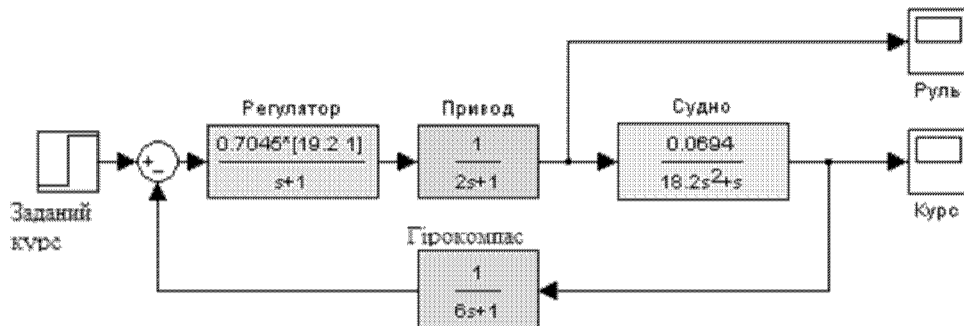 Руль
Регулятор
Привод
Судно
0.7045*[19.2 1]
s+1
1
2s+1
0.0694
18.2s²+s
Курс
Заданий
курс
Гірокомпас
1
6s+1